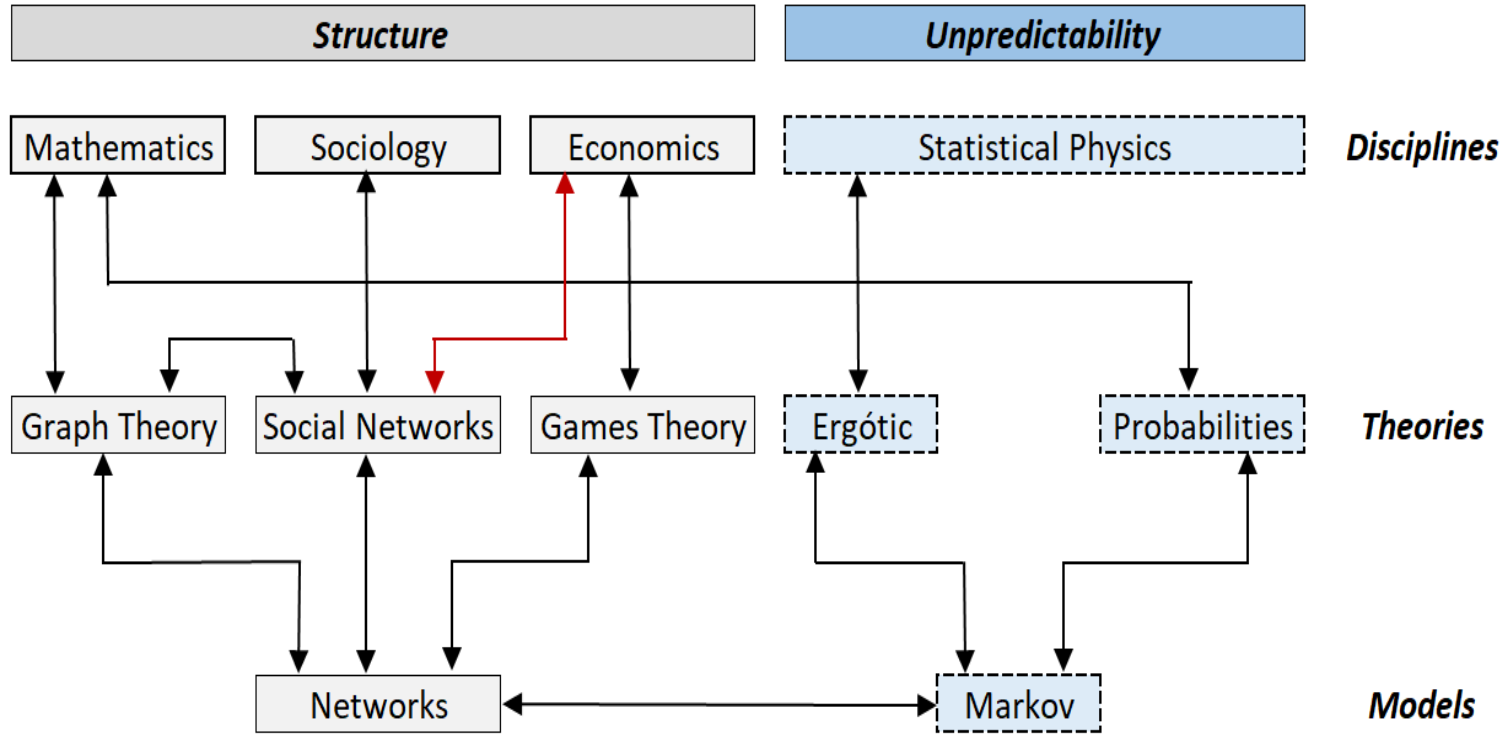 Structure
Unpredictability
Mathematics
Sociology
Economics
Statistical Physics
Disciplines
Graph Theory
Social Networks
Games Theory
Ergótic
Probabilities
Theories
Networks
Markov
Models